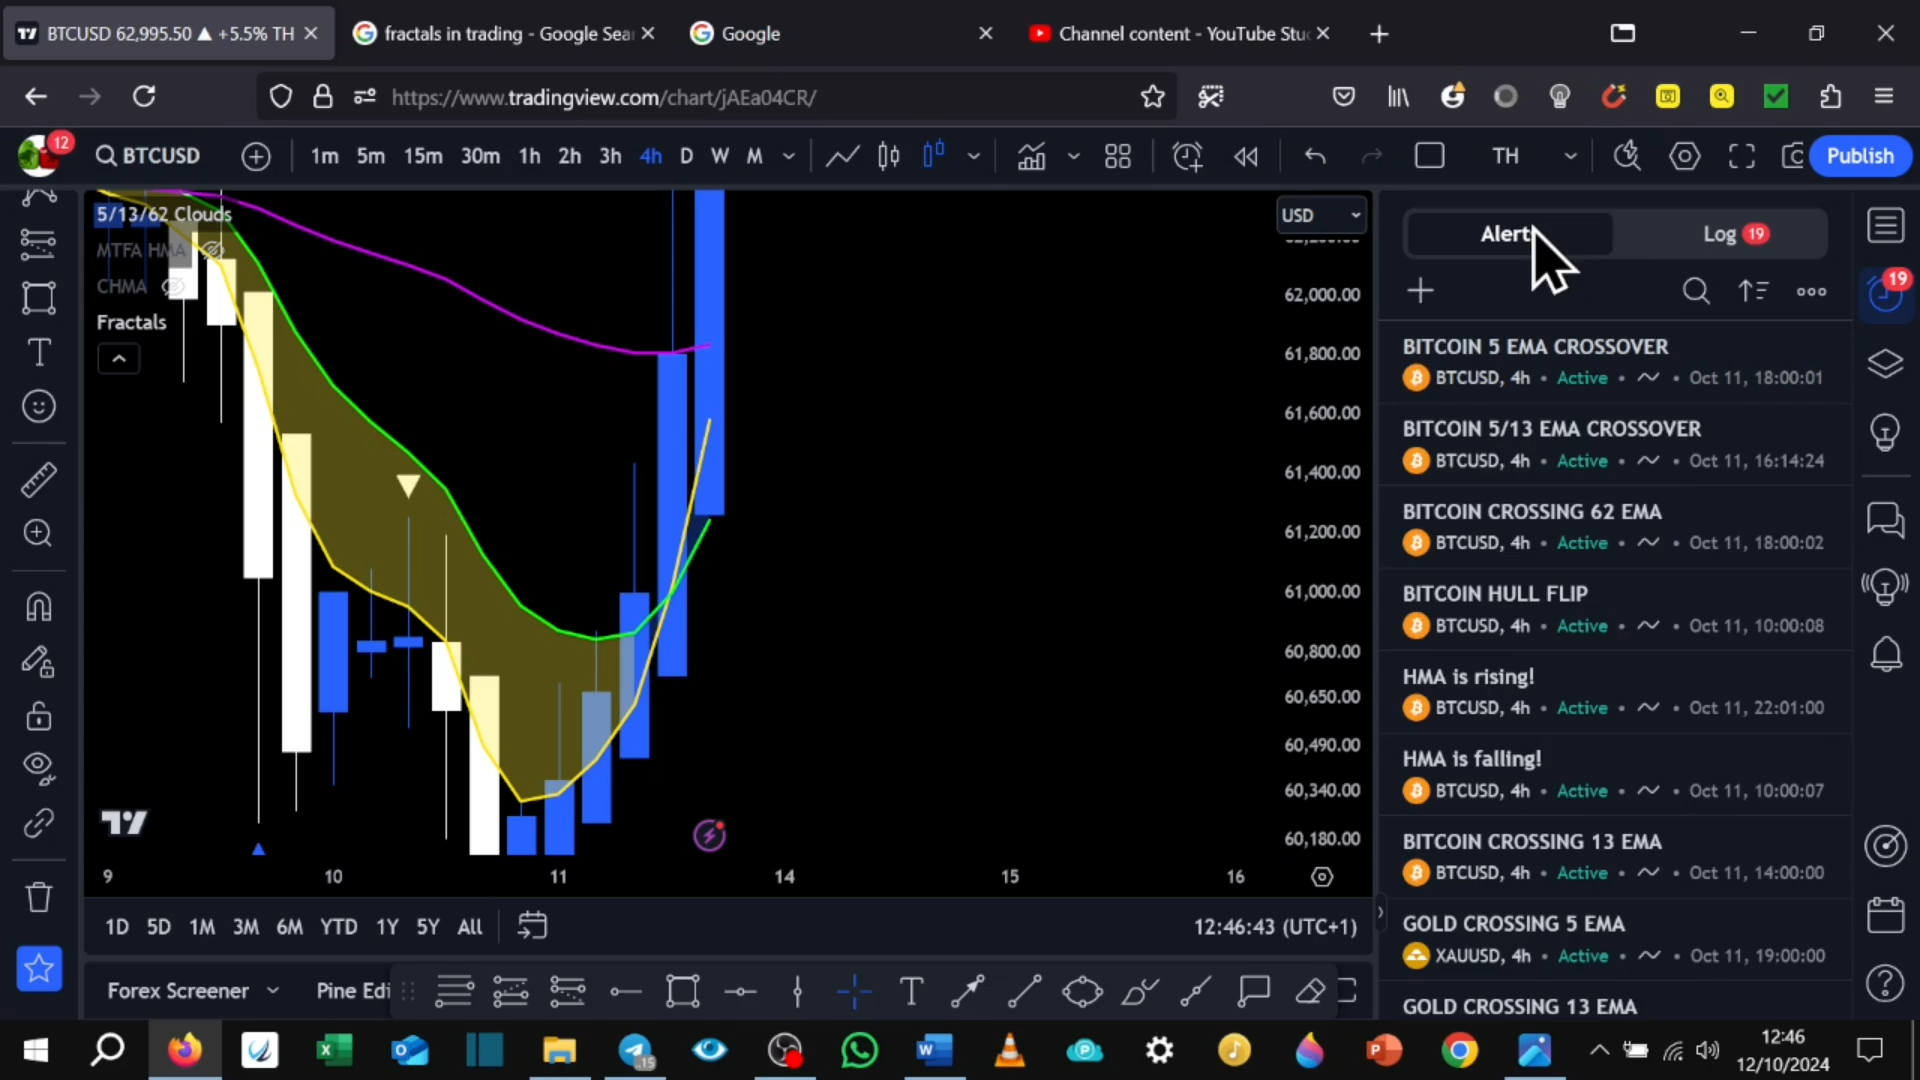 BTCUSD 62,995.50 ▲ +5.5% TH
fractals in trading - Google Sea
Google
Channel content - YouTube Stu
https://www.tradingview.com/chart/jAEa04CR/
12
BTCUSD
1m 5m 15m 30m 1h 2h 3h 4h D W M
TH
Publish
5/13/62 Clouds
MTFA HMA
CHMA
Fractals
USD
62,000.00
61,800.00
61,600.00
61,400.00
61,200.00
61,000.00
60,800.00
60,650.00
60,490.00
60,340.00
60,180.00
9 10 11 14 15 16
1D 5D 1M 3M 6M YTD 1Y 5Y All
12:46:43 (UTC+1)
Forex Screener
Pine Edi
Alert
Log 19
19
BITCOIN 5 EMA CROSSOVER
BTCUSD, 4h • Active • Oct 11, 18:00:01
BITCOIN 5/13 EMA CROSSOVER
BTCUSD, 4h • Active • Oct 11, 16:14:24
BITCOIN CROSSING 62 EMA
BTCUSD, 4h • Active • Oct 11, 18:00:02
BITCOIN HULL FLIP
BTCUSD, 4h • Active • Oct 11, 10:00:08
HMA is rising!
BTCUSD, 4h • Active • Oct 11, 22:01:00
HMA is falling!
BTCUSD, 4h • Active • Oct 11, 10:00:07
BITCOIN CROSSING 13 EMA
BTCUSD, 4h • Active • Oct 11, 14:00:00
GOLD CROSSING 5 EMA
XAUUSD, 4h • Active • Oct 11, 19:00:00
GOLD CROSSING 13 EMA
15
12:46
12/10/2024